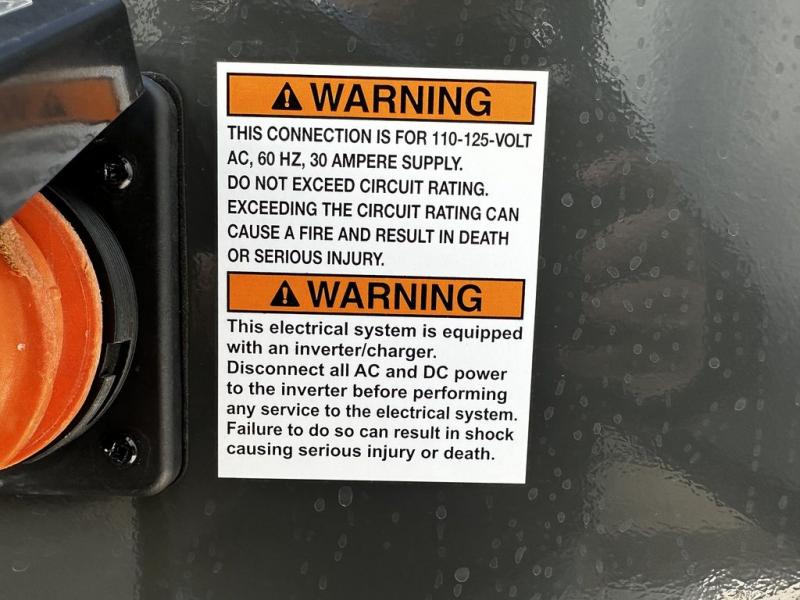 WARNING
THIS CONNECTION IS FOR 110-125-VOLT
AC, 60 HZ, 30 AMPERE SUPPLY.
DO NOT EXCEED CIRCUIT RATING.
EXCEEDING THE CIRCUIT RATING CAN
CAUSE A FIRE AND RESULT IN DEATH
OR SERIOUS INJURY.
WARNING
This electrical system is equipped
with an inverter/charger.
Disconnect all AC and DC power
to the inverter before performing
any service to the electrical system.
Failure to do so can result in shock
causing serious injury or death.